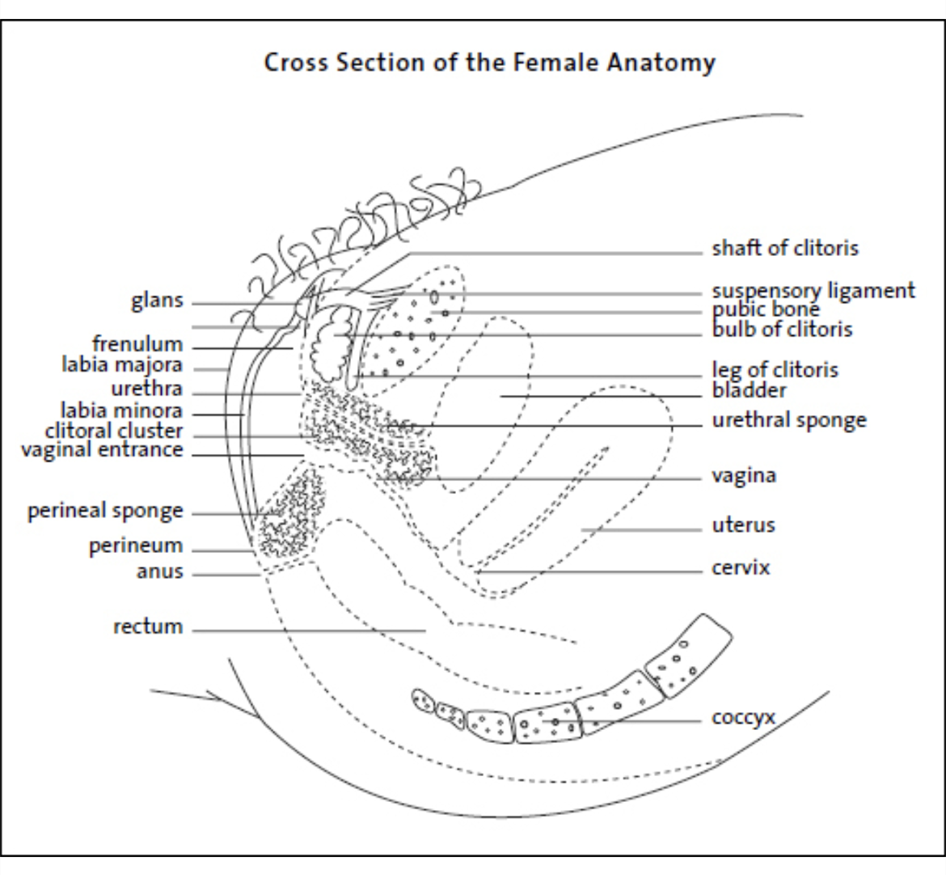 Cross Section of the Female Anatomy
glans
frenulum
labia majora
urethra
labia minora
clitoral cluster
vaginal entrance
perineal sponge
perineum
anus
rectum
shaft of clitoris
suspensory ligament
pubic bone
bulb of clitoris
leg of clitoris
bladder
urethral sponge
vagina
uterus
cervix
coccyx